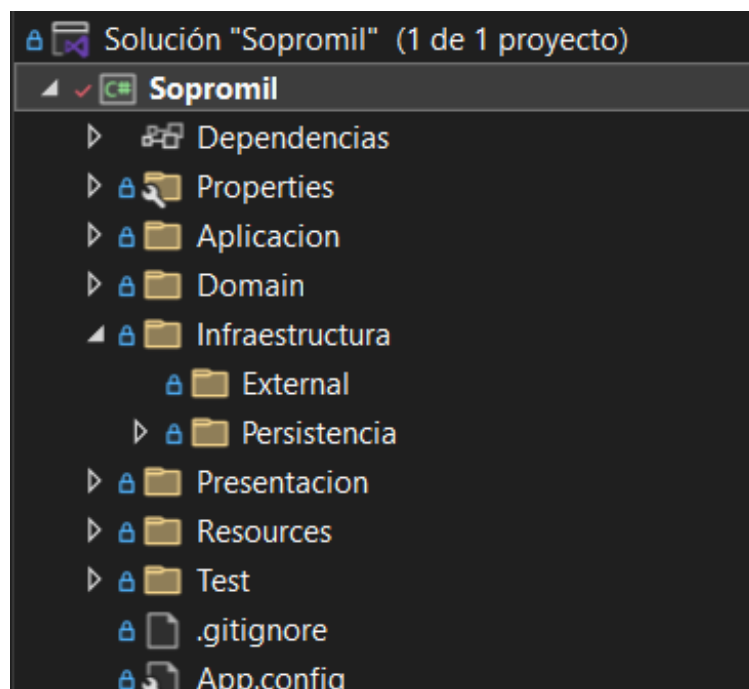 Solución "Sopromil" (1 de 1 proyecto)
C# Sopromil
Dependencias
Properties
Aplicacion
Domain
Infraestructura
External
Persistencia
Presentacion
Resources
Test
.gitignore
App.config